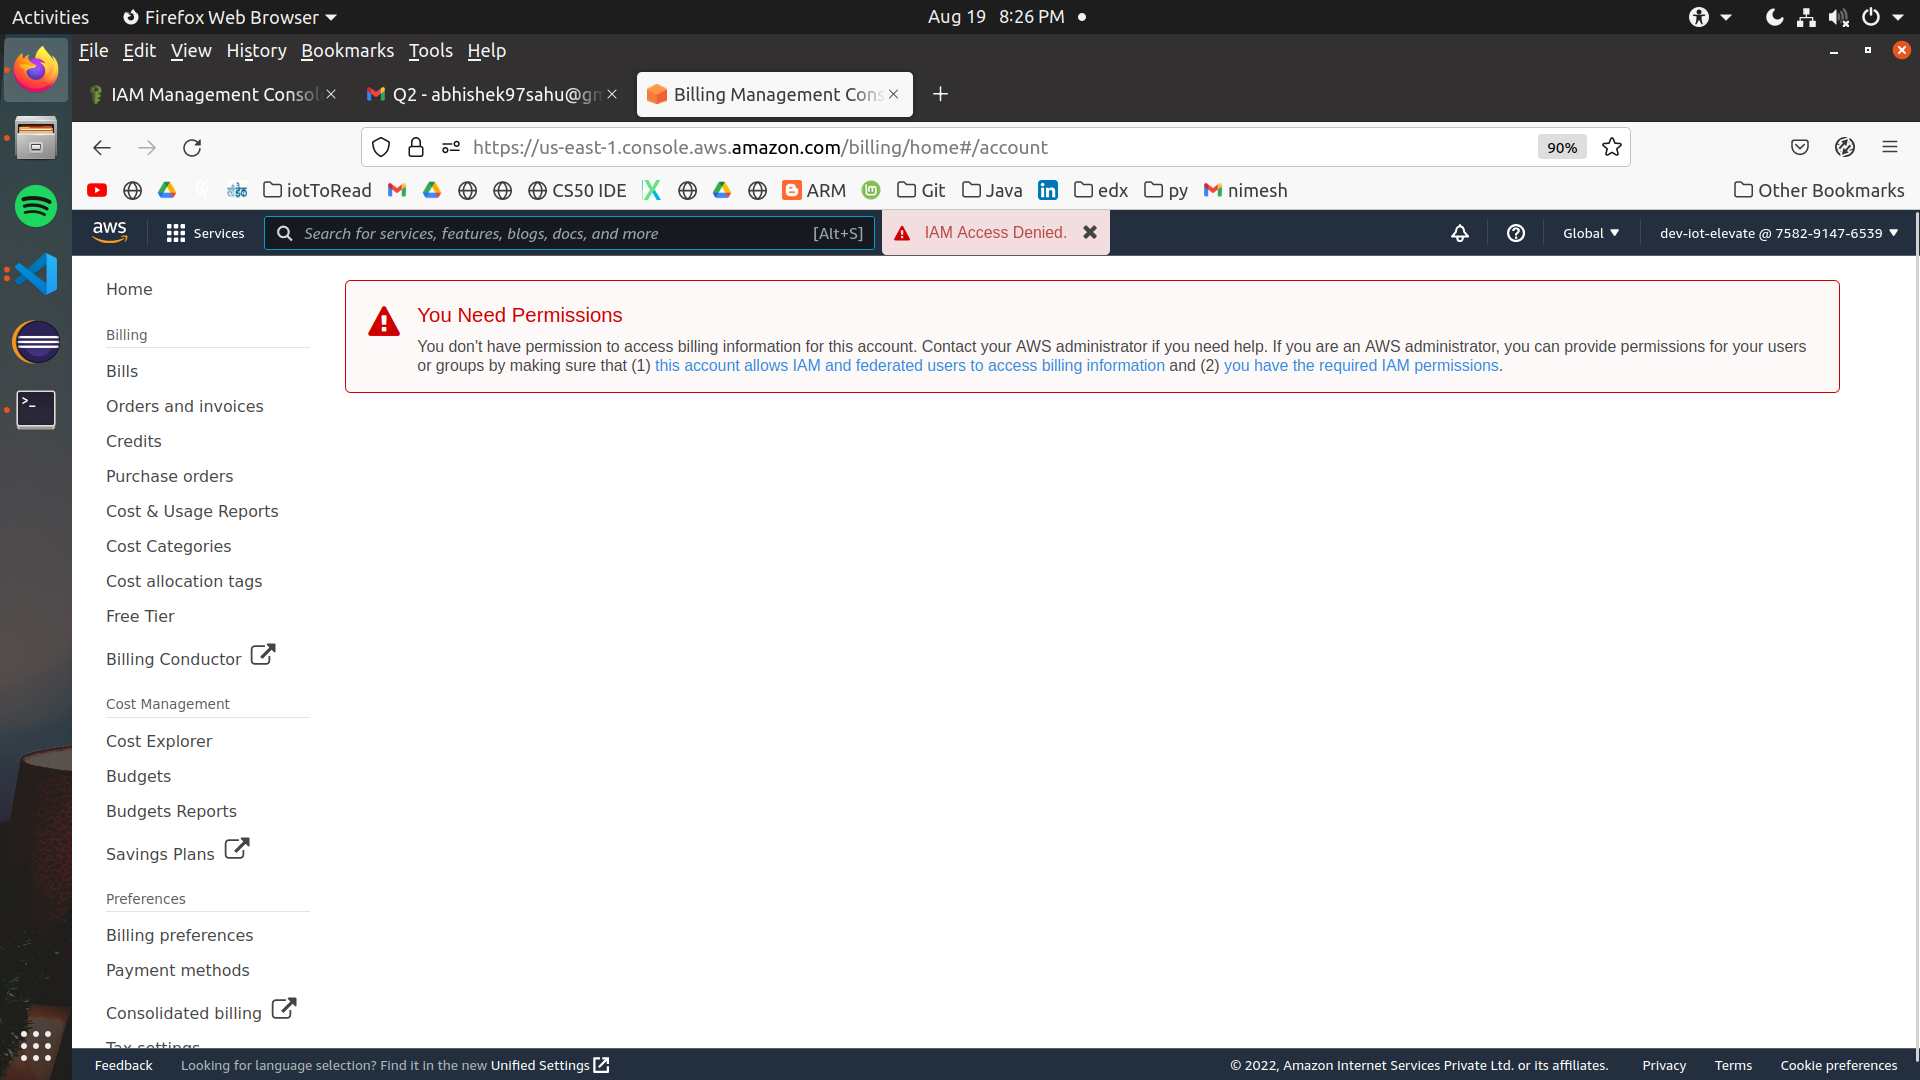 Activities
Firefox Web Browser
Aug 19 8:26 PM
File Edit View History Bookmarks Tools Help
IAM Management Consol
Q2 - abhishek97sahu@gm
Billing Management Cons
https://us-east-1.console.aws.amazon.com/billing/home#/account
90%
iotToRead
CS50 IDE
ARM
Git
Java
edx
py
nimesh
Other Bookmarks
aws
Services
Search for services, features, blogs, docs, and more
[Alt+S]
IAM Access Denied.
Global
dev-iot-elevate @ 7582-9147-6539
Home
Billing
Bills
Orders and invoices
Credits
Purchase orders
Cost & Usage Reports
Cost Categories
Cost allocation tags
Free Tier
Billing Conductor
Cost Management
Cost Explorer
Budgets
Budgets Reports
Savings Plans
Preferences
Billing preferences
Payment methods
Consolidated billing
Tax settings
You Need Permissions
You don't have permission to access billing information for this account. Contact your AWS administrator if you need help. If you are an AWS administrator, you can provide permissions for your users
or groups by making sure that (1) this account allows IAM and federated users to access billing information and (2) you have the required IAM permissions.
Feedback
Looking for language selection? Find it in the new Unified Settings
© 2022, Amazon Internet Services Private Ltd. or its affiliates.
Privacy
Terms
Cookie preferences